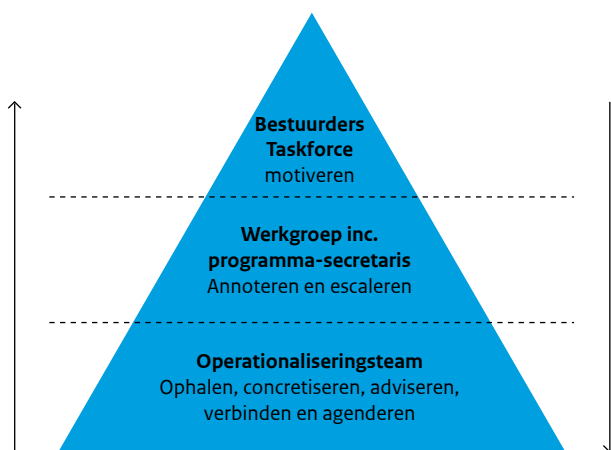 Bestuurders
Taskforce
motiveren
Werkgroep inc.
programma-secretaris
Annoteren en escaleren
Operationaliseringsteam
Ophalen, concretiseren, adviseren,
verbinden en agenderen